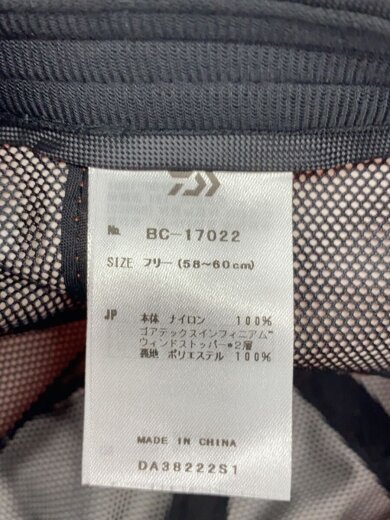 № BC-17022
SIZE フリー(58~60cm)
JP 本体 ナイロン 100%
ゴアテックスインフィニアム™
ウィンドストッパー®2層
裏地 ポリエステル 100%
MADE IN CHINA
DA38222S1